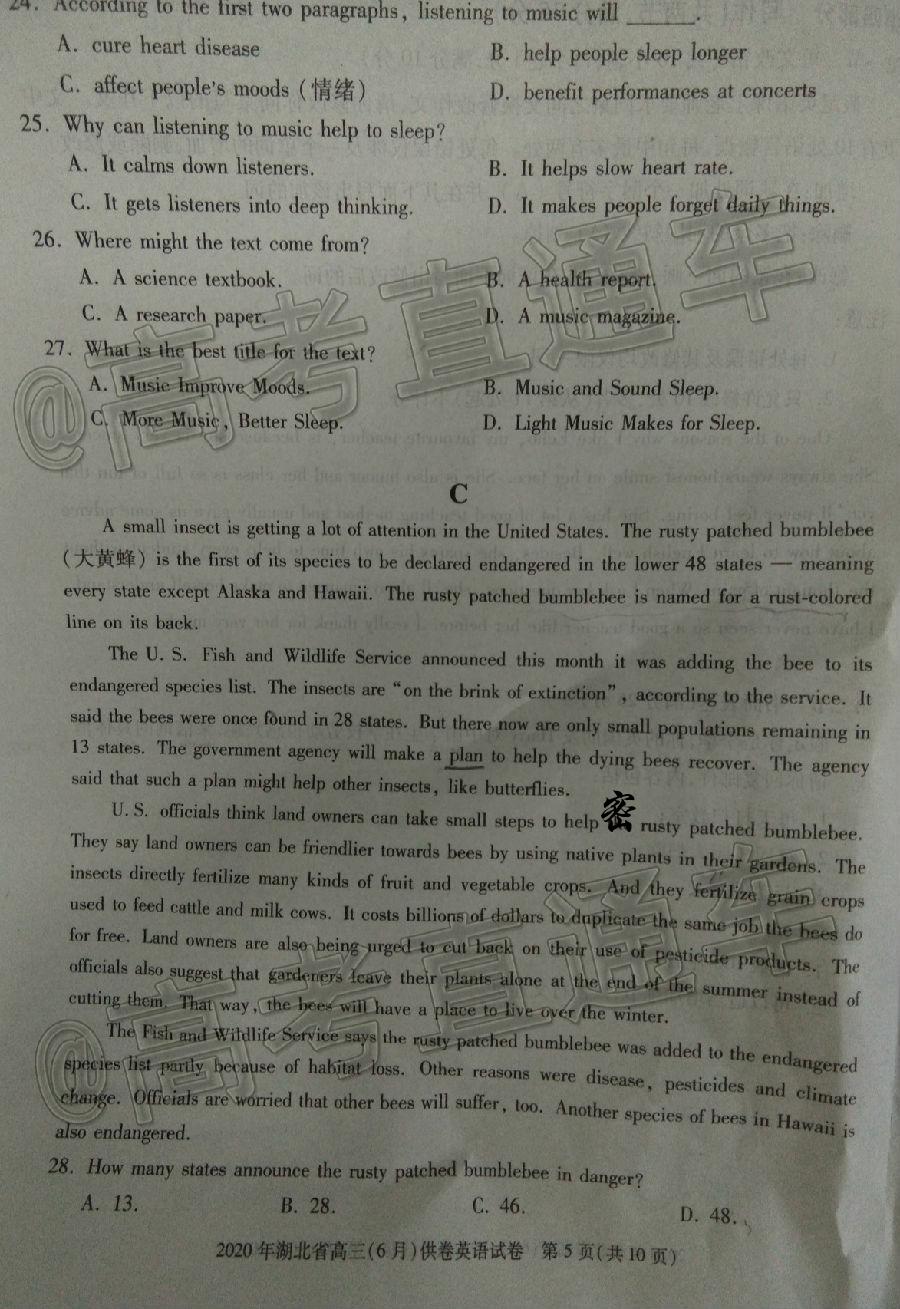 24. According to the first two paragraphs, listening to music will ______.
A. cure heart disease B. help people sleep longer
C. affect people's moods (情绪) D. benefit performances at concerts
25. Why can listening to music help to sleep?
A. It calms down listeners. B. It helps slow heart rate.
C. It gets listeners into deep thinking. D. It makes people forget daily things.
26. Where might the text come from?
A. A science textbook. B. A health report.
C. A research paper. D. A music magazine.
27. What is the best title for the text?
A. Music Improve Moods. B. Music and Sound Sleep.
C. More Music, Better Sleep. D. Light Music Makes for Sleep.
@高考直通车
C
A small insect is getting a lot of attention in the United States. The rusty patched bumblebee
(大黄蜂) is the first of its species to be declared endangered in the lower 48 states — meaning
every state except Alaska and Hawaii. The rusty patched bumblebee is named for a rust-colored
line on its back.
The U. S. Fish and Wildlife Service announced this month it was adding the bee to its
endangered species list. The insects are "on the brink of extinction", according to the service. It
said the bees were once found in 28 states. But there now are only small populations remaining in
13 states. The government agency will make a plan to help the dying bees recover. The agency
said that such a plan might help other insects, like butterflies.
U. S. officials think land owners can take small steps to help 密 rusty patched bumblebee.
They say land owners can be friendlier towards bees by using native plants in their gardens. The
insects directly fertilize many kinds of fruit and vegetable crops. And they fertilize grain crops
used to feed cattle and milk cows. It costs billions of dollars to duplicate the same job the bees do
for free. Land owners are also being urged to cut back on their use of pesticide products. The
officials also suggest that gardeners leave their plants alone at the end of the summer instead of
cutting them. That way, the bees will have a place to live over the winter.
The Fish and Wildlife Service says the rusty patched bumblebee was added to the endangered
species list partly because of habitat loss. Other reasons were disease, pesticides and climate
change. Officials are worried that other bees will suffer, too. Another species of bees in Hawaii is
also endangered.
@高考直通车
28. How many states announce the rusty patched bumblebee in danger?
A. 13. B. 28. C. 46. D. 48.
2020年湖北省高三(6月)供卷英语试卷 第5页(共10页)